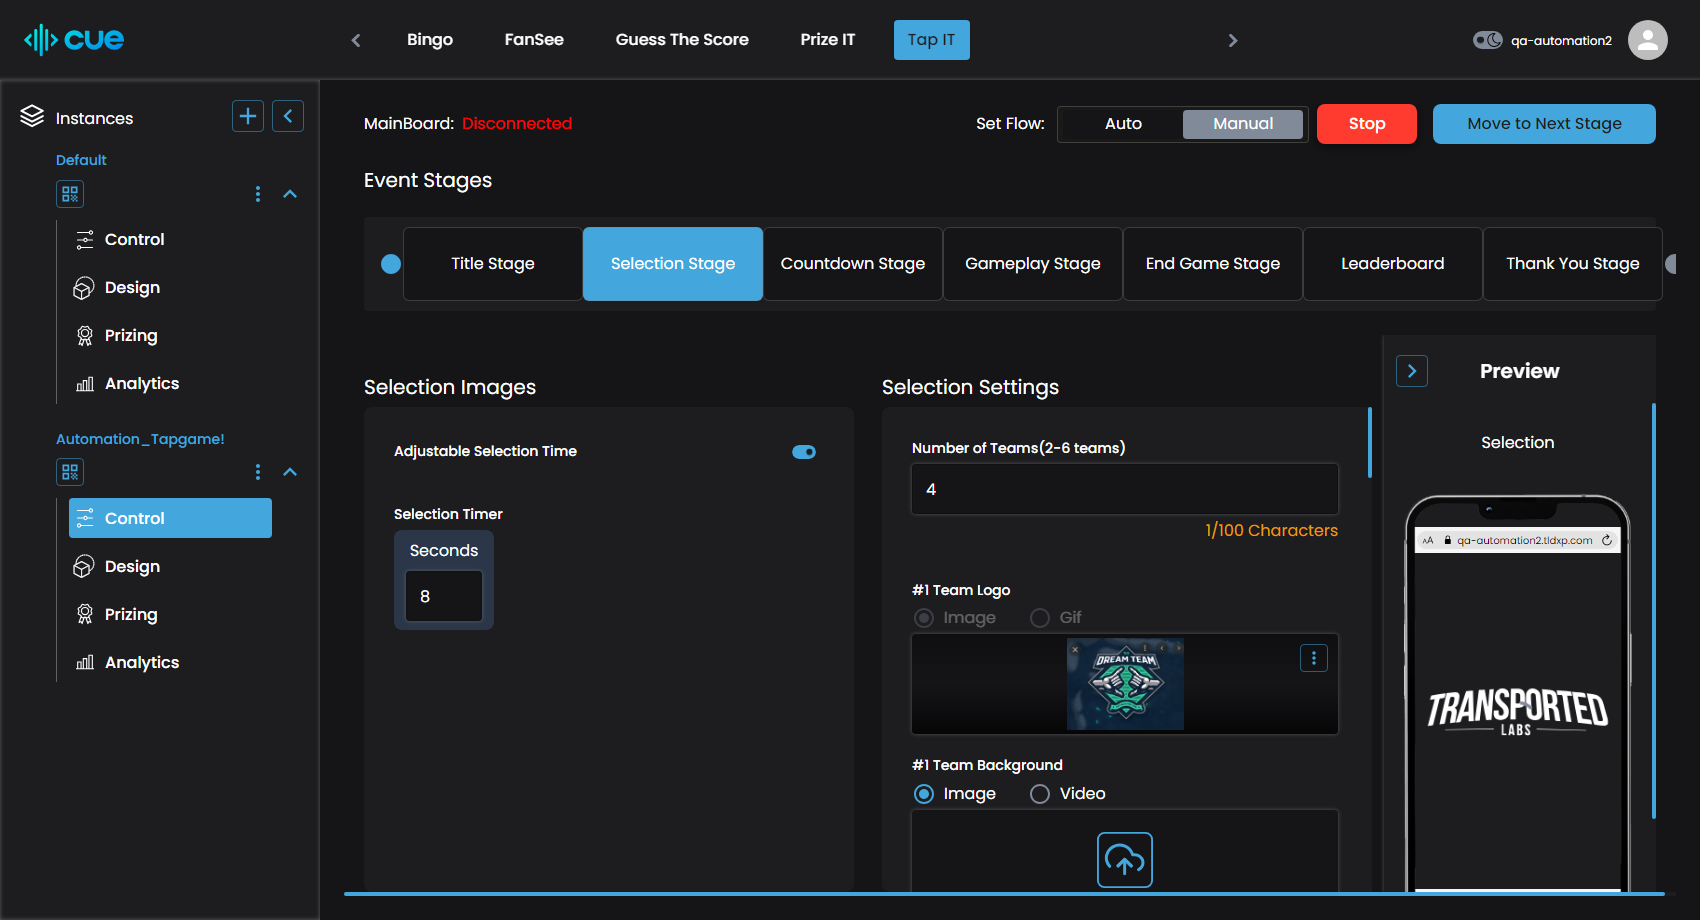 cue
Bingo
FanSee
Guess The Score
Prize IT
Tap IT
qa-automation2
Instances
Default
Control
Design
Prizing
Analytics
Automation_Tapgame!
Control
Design
Prizing
Analytics
MainBoard: Disconnected
Set Flow:
Auto
Manual
Stop
Move to Next Stage
Event Stages
Title Stage
Selection Stage
Countdown Stage
Gameplay Stage
End Game Stage
Leaderboard
Thank You Stage
Selection Images
Adjustable Selection Time
Selection Timer
Seconds
8
Selection Settings
Number of Teams(2-6 teams)
4
1/100 Characters
#1 Team Logo
Image
Gif
DREAM TEAM
#1 Team Background
Image
Video
Preview
Selection
AA
qa-automation2.tldxp.com
TRANSPORTED
LABS